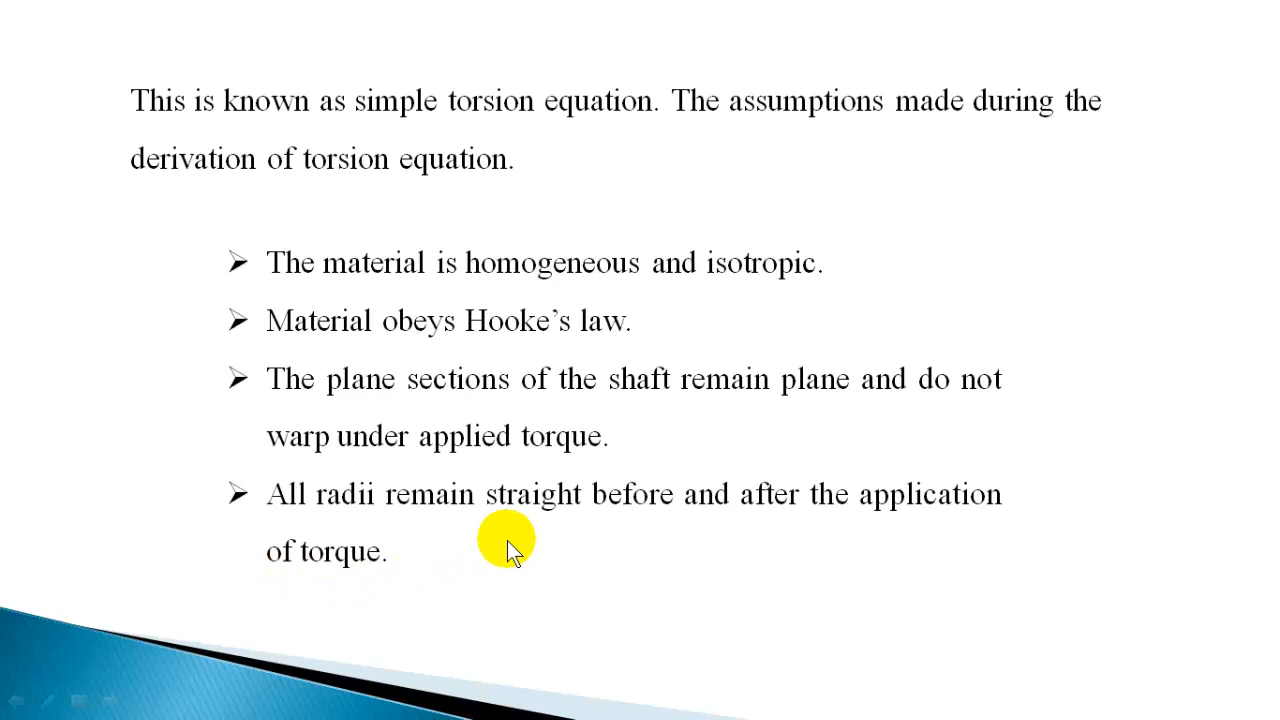 This is known as simple torsion equation. The assumptions made during the
derivation of torsion equation.
➢ The material is homogeneous and isotropic.
➢ Material obeys Hooke’s law.
➢ The plane sections of the shaft remain plane and do not
warp under applied torque.
➢ All radii remain straight before and after the application
of torque.